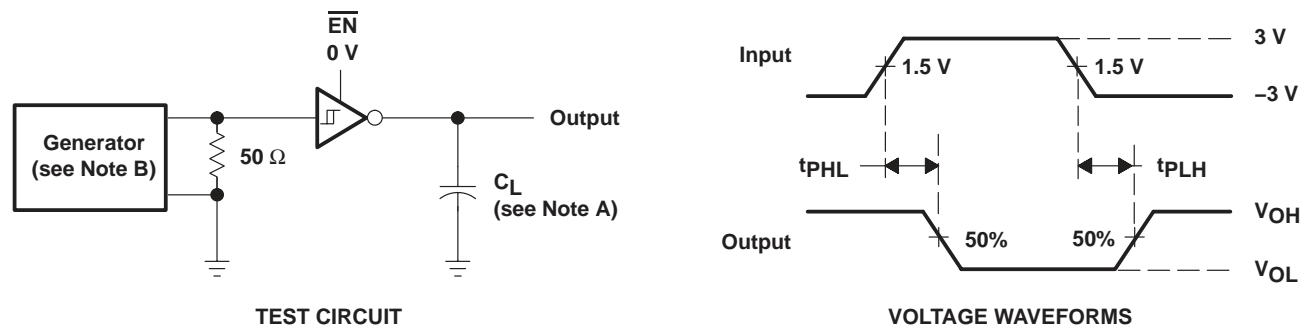 EN
0 V
Generator
(see Note B)
50 Ω
Output
CL
(see Note A)
TEST CIRCUIT
Input
3 V
1.5 V
1.5 V
–3 V
tPHL
tPLH
Output
50%
50%
VOH
VOL
VOLTAGE WAVEFORMS